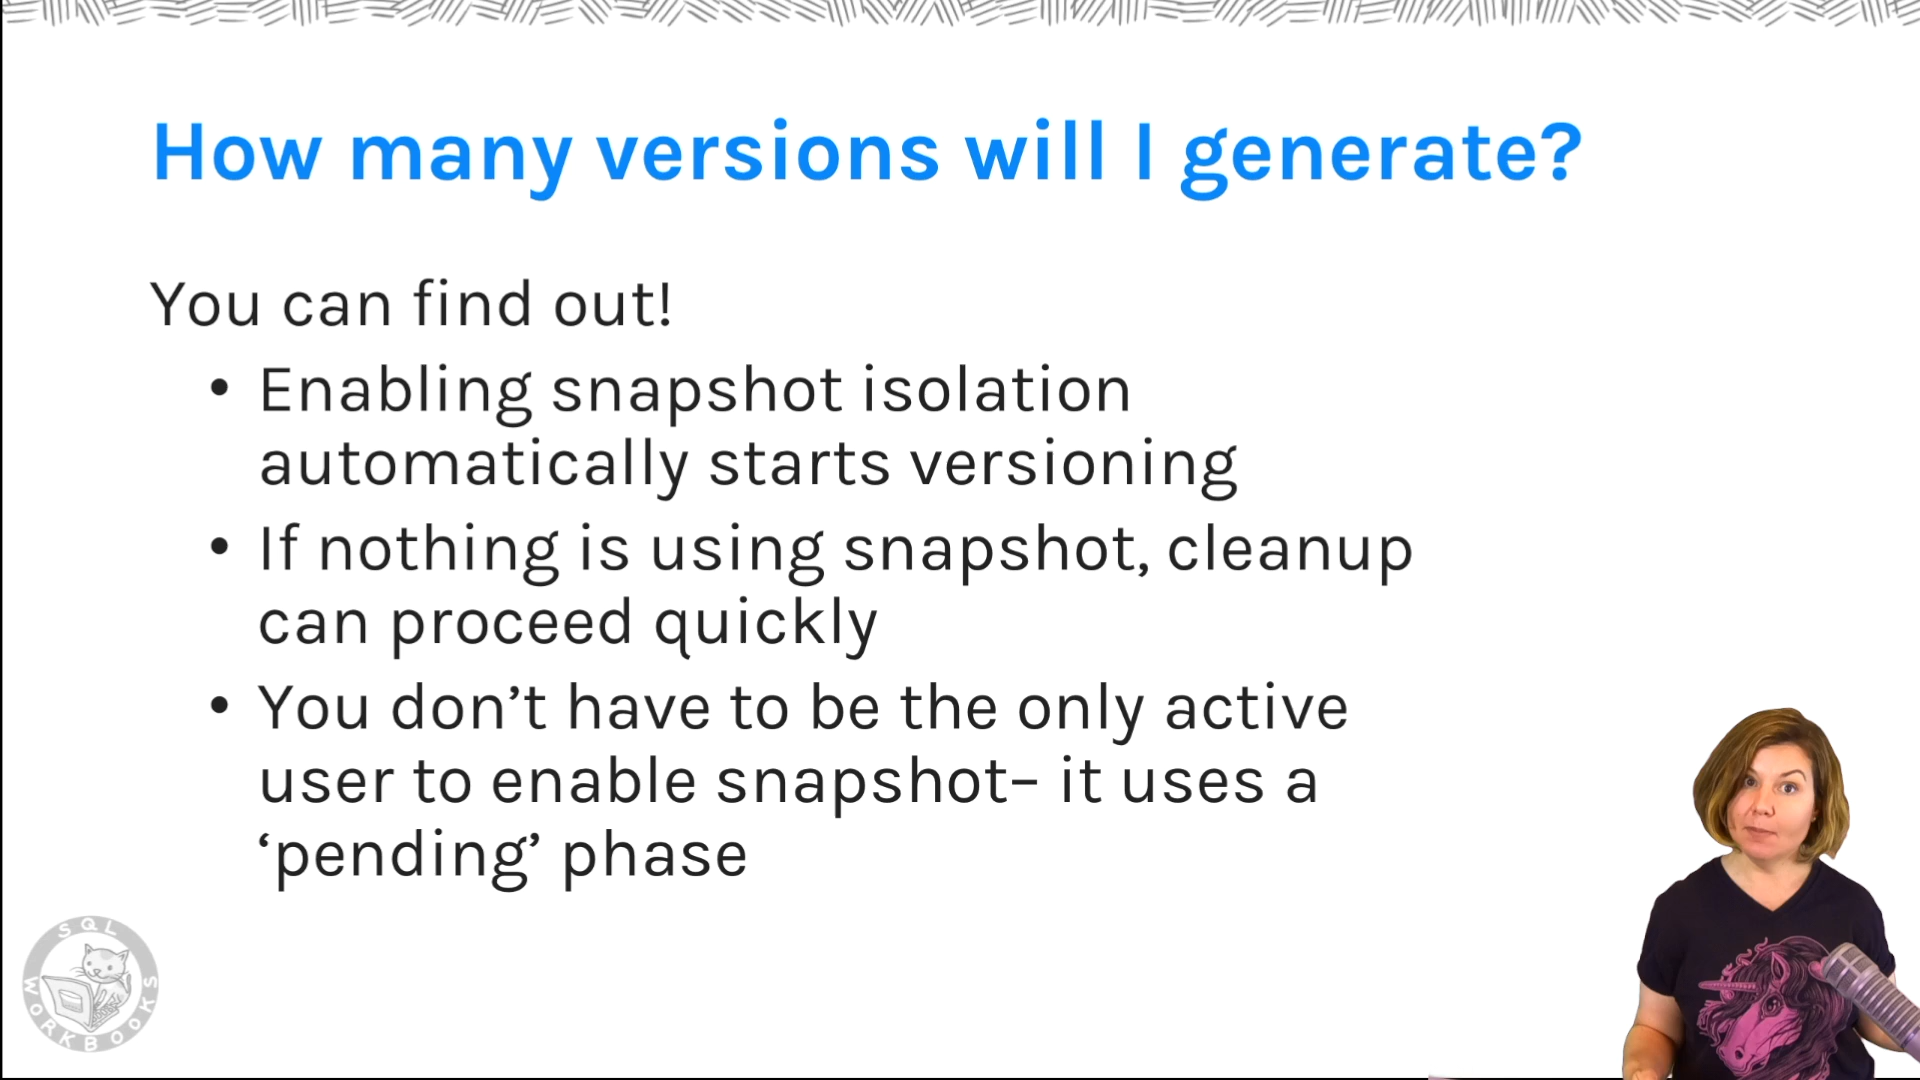 How many versions will I generate?
You can find out!
• Enabling snapshot isolation
automatically starts versioning
• If nothing is using snapshot, cleanup
can proceed quickly
• You don’t have to be the only active
user to enable snapshot– it uses a
‘pending’ phase
SQL
WORKBOOKS